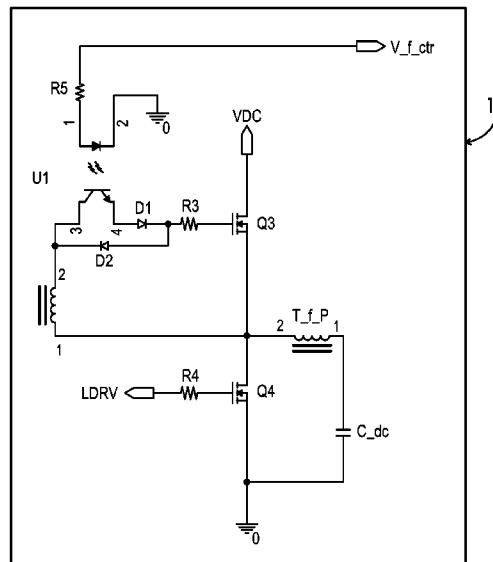 V_f_ctr
R5
1
2
0
VDC
1
U1
D1
R3
3
4
Q3
D2
2
1
T_f_P
2
1
R4
LDRV
Q4
C_dc
0